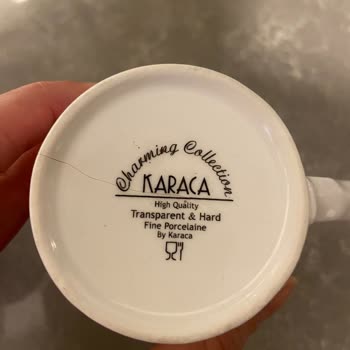 Charming Collection
KARACA
High Quality
Transparent & Hard
Fine Porcelaine
By Karaca